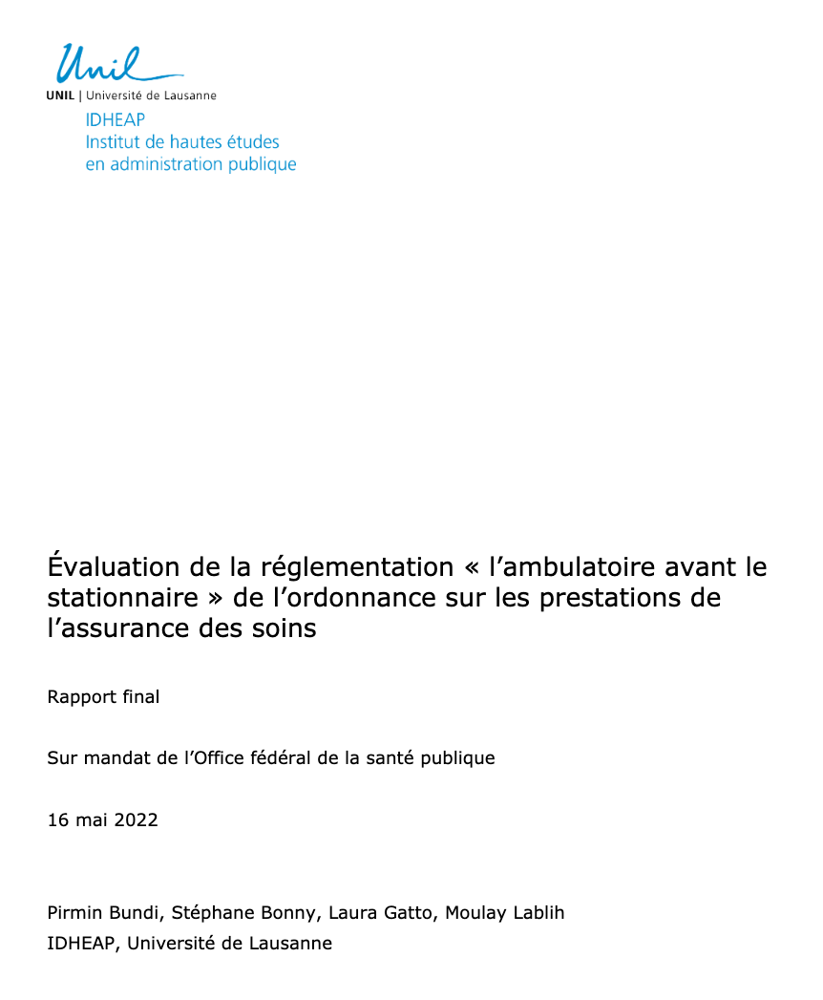 Unil
UNIL | Université de Lausanne
IDHEAP
Institut de hautes études
en administration publique
Évaluation de la réglementation « l’ambulatoire avant le
stationnaire » de l’ordonnance sur les prestations de
l’assurance des soins
Rapport final
Sur mandat de l’Office fédéral de la santé publique
16 mai 2022
Pirmin Bundi, Stéphane Bonny, Laura Gatto, Moulay Lablih
IDHEAP, Université de Lausanne